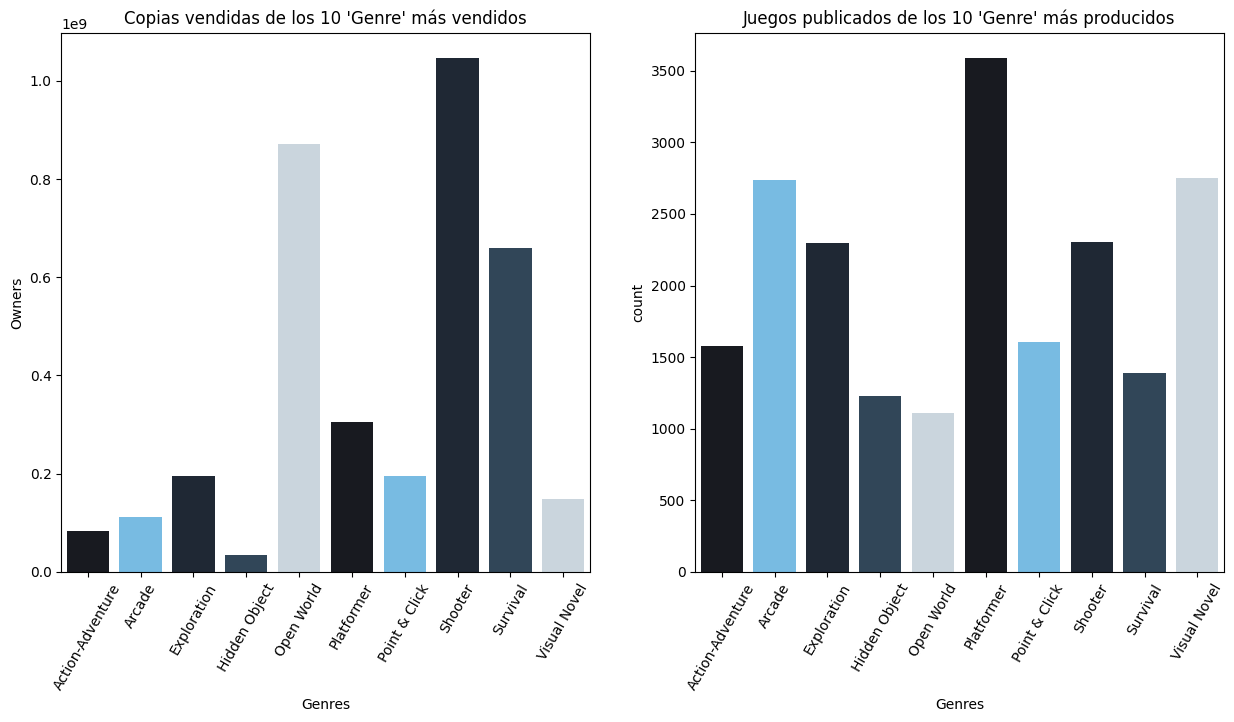 Copias vendidas de los 10 'Genre' más vendidos
1e9
1.0
0.8
0.6
0.4
0.2
0.0
Owners
Action-Adventure
Arcade
Exploration
Hidden Object
Open World
Platformer
Point & Click
Shooter
Survival
Visual Novel
Genres
Juegos publicados de los 10 'Genre' más producidos
3500
3000
2500
2000
1500
1000
500
0
count
Action-Adventure
Arcade
Exploration
Hidden Object
Open World
Platformer
Point & Click
Shooter
Survival
Visual Novel
Genres